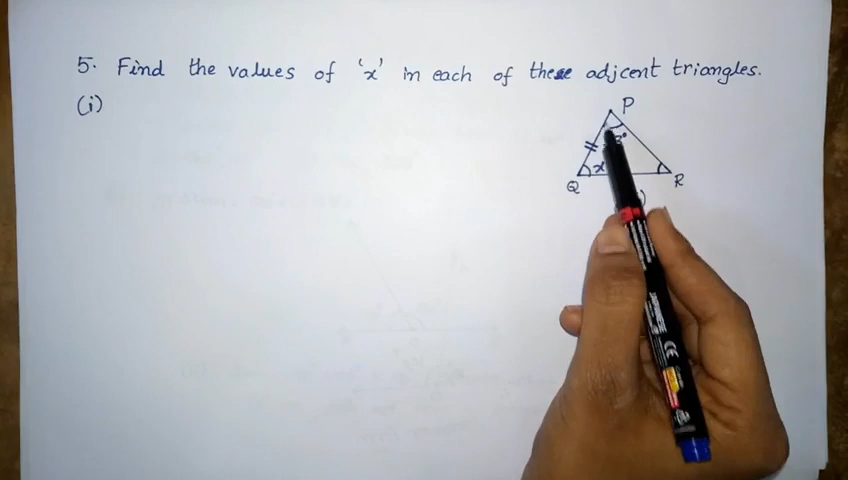 5. Find the values of 'x' in each of these adjcent triangles.
(i)
P
x
Q
R